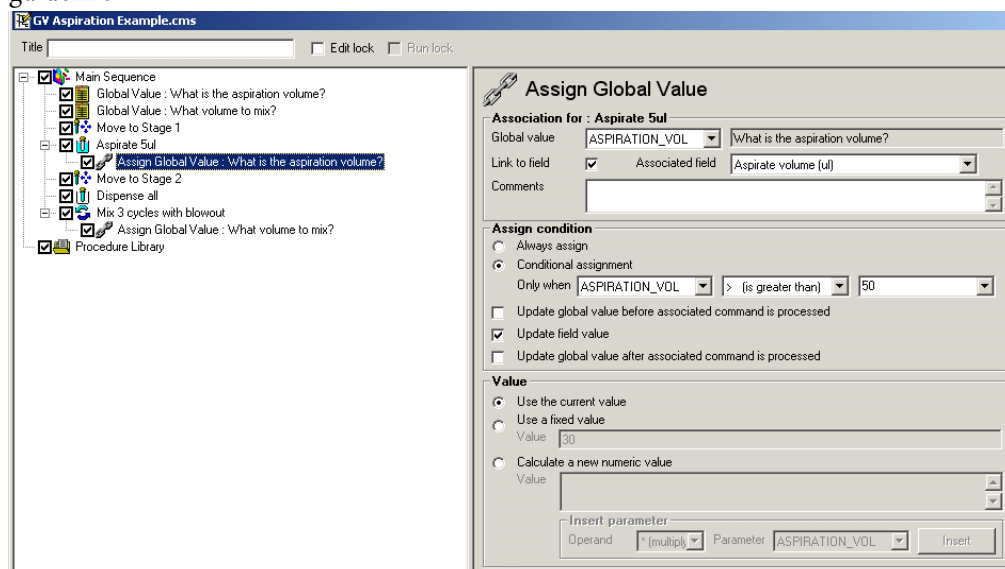 GV Aspiration Example.cms
Title Edit lock Run lock
Main Sequence
Global Value : What is the aspiration volume?
Global Value : What volume to mix?
Move to Stage 1
Aspirate 5ul
Assign Global Value : What is the aspiration volume?
Move to Stage 2
Dispense all
Mix 3 cycles with blowout
Assign Global Value : What volume to mix?
Procedure Library
Assign Global Value
Association for : Aspirate 5ul
Global value ASPIRATION_VOL What is the aspiration volume?
Link to field Associated field Aspirate volume (ul)
Comments
Assign condition
Always assign
Conditional assignment
Only when ASPIRATION_VOL > (is greater than) 50
Update global value before associated command is processed
Update field value
Update global value after associated command is processed
Value
Use the current value
Use a fixed value
Value 30
Calculate a new numeric value
Value
Insert parameter
Operand * (multiply Parameter ASPIRATION_VOL Insert